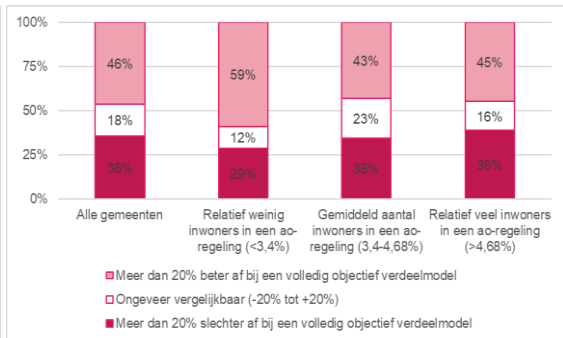 100%
75%
50%
25%
0%
46%
18%
36%
59%
12%
29%
43%
23%
35%
45%
16%
39%
Alle gemeenten
Relatief weinig
inwoners in een ao-
regeling (<3,4%)
Gemiddeld aantal
inwoners in een ao-
regeling (3,4-4,68%)
Relatief veel inwoners
in een ao-regeling
(>4,68%)
Meer dan 20% beter af bij een volledig objectief verdeelmodel
Ongeveer vergelijkbaar (-20% tot +20%)
Meer dan 20% slechter af bij een volledig objectief verdeelmodel